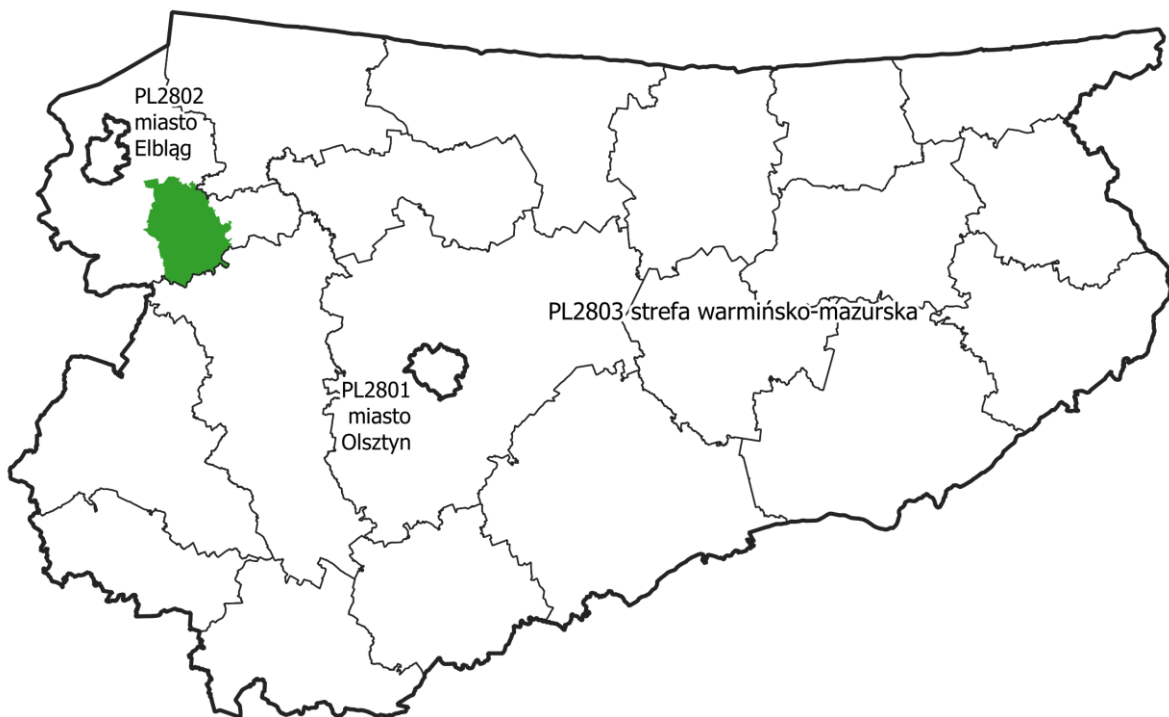 PL2802
miasto
Elbląg
PL2803 strefa warmińsko-mazurska
PL2801
miasto
Olsztyn